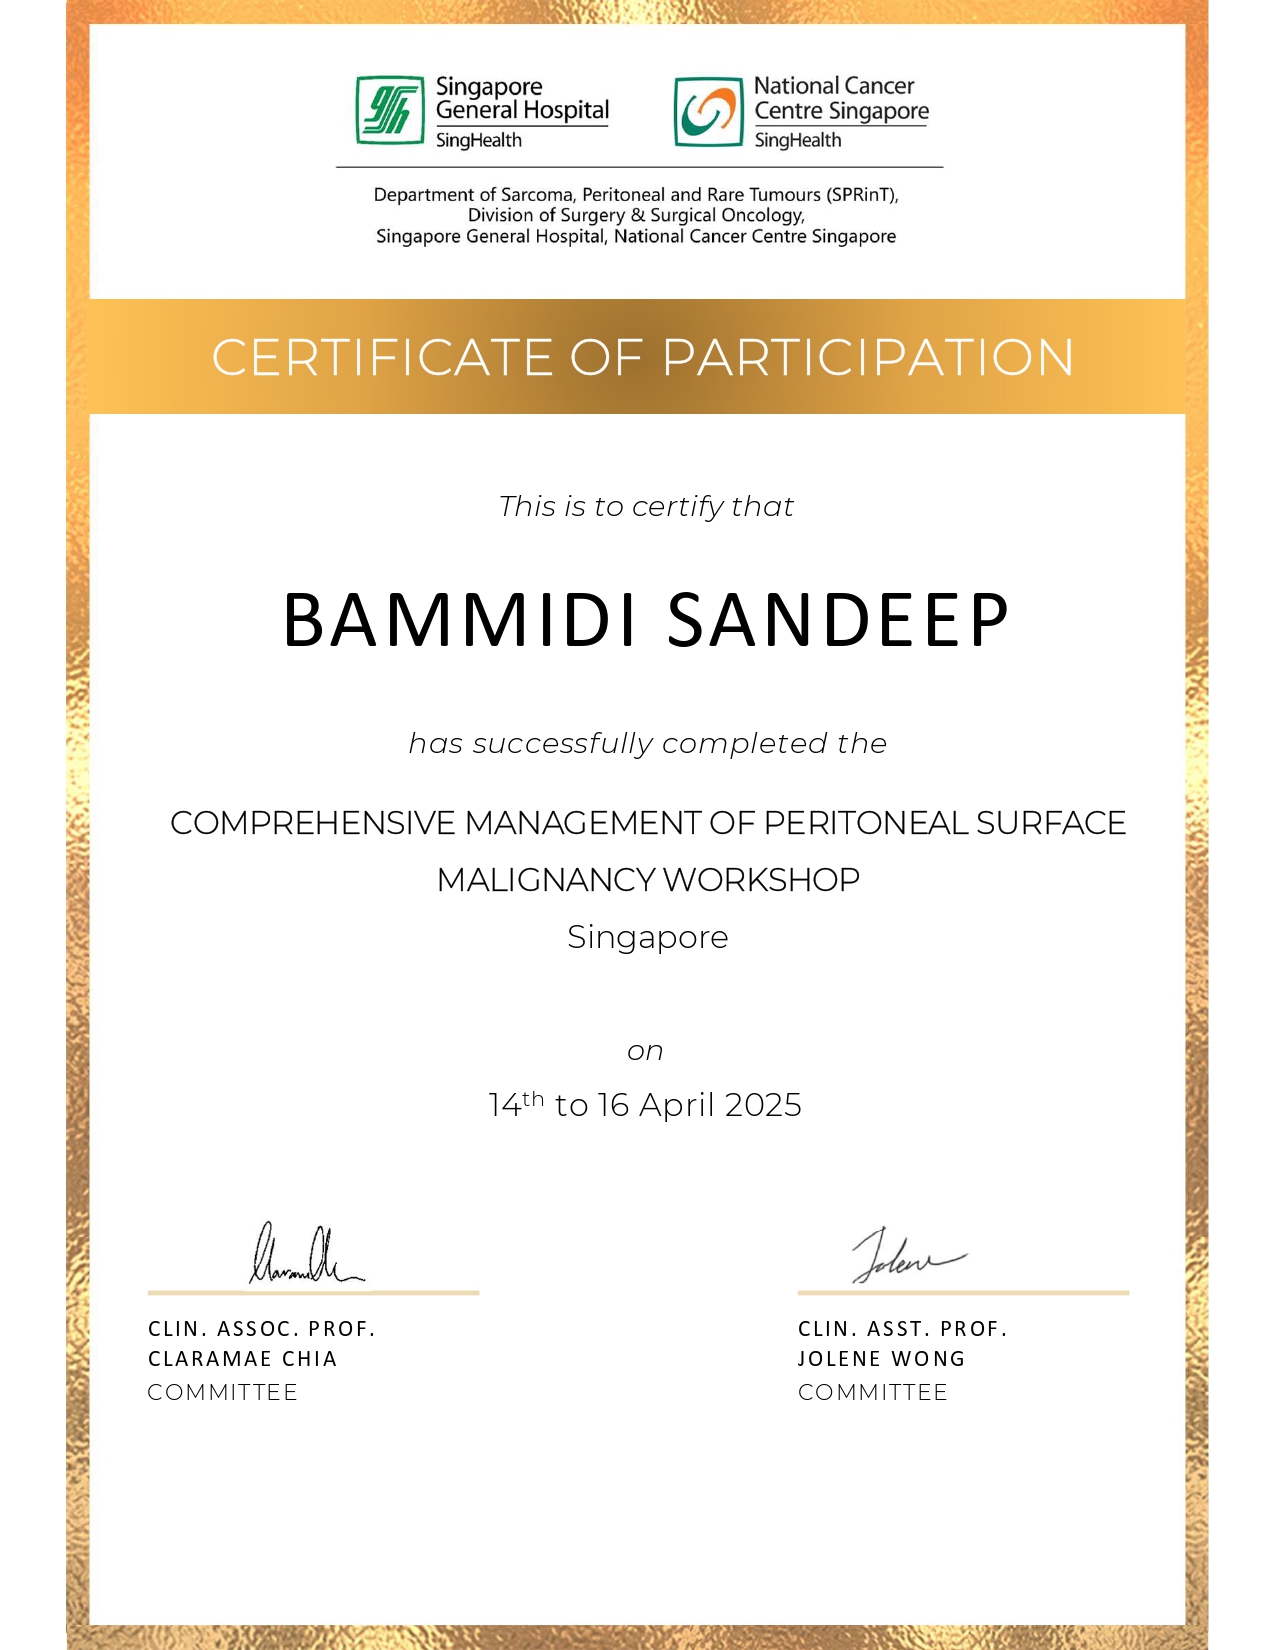 Singapore
General Hospital
SingHealth
National Cancer
Centre Singapore
SingHealth
Department of Sarcoma, Peritoneal and Rare Tumours (SPRinT),
Division of Surgery & Surgical Oncology,
Singapore General Hospital, National Cancer Centre Singapore
CERTIFICATE OF PARTICIPATION
This is to certify that
BAMMIDI SANDEEP
has successfully completed the
COMPREHENSIVE MANAGEMENT OF PERITONEAL SURFACE
MALIGNANCY WORKSHOP
Singapore
on
14th to 16 April 2025
Jolene
CLIN. ASSOC. PROF.
CLARAMAE CHIA
COMMITTEE
CLIN. ASST. PROF.
JOLENE WONG
COMMITTEE